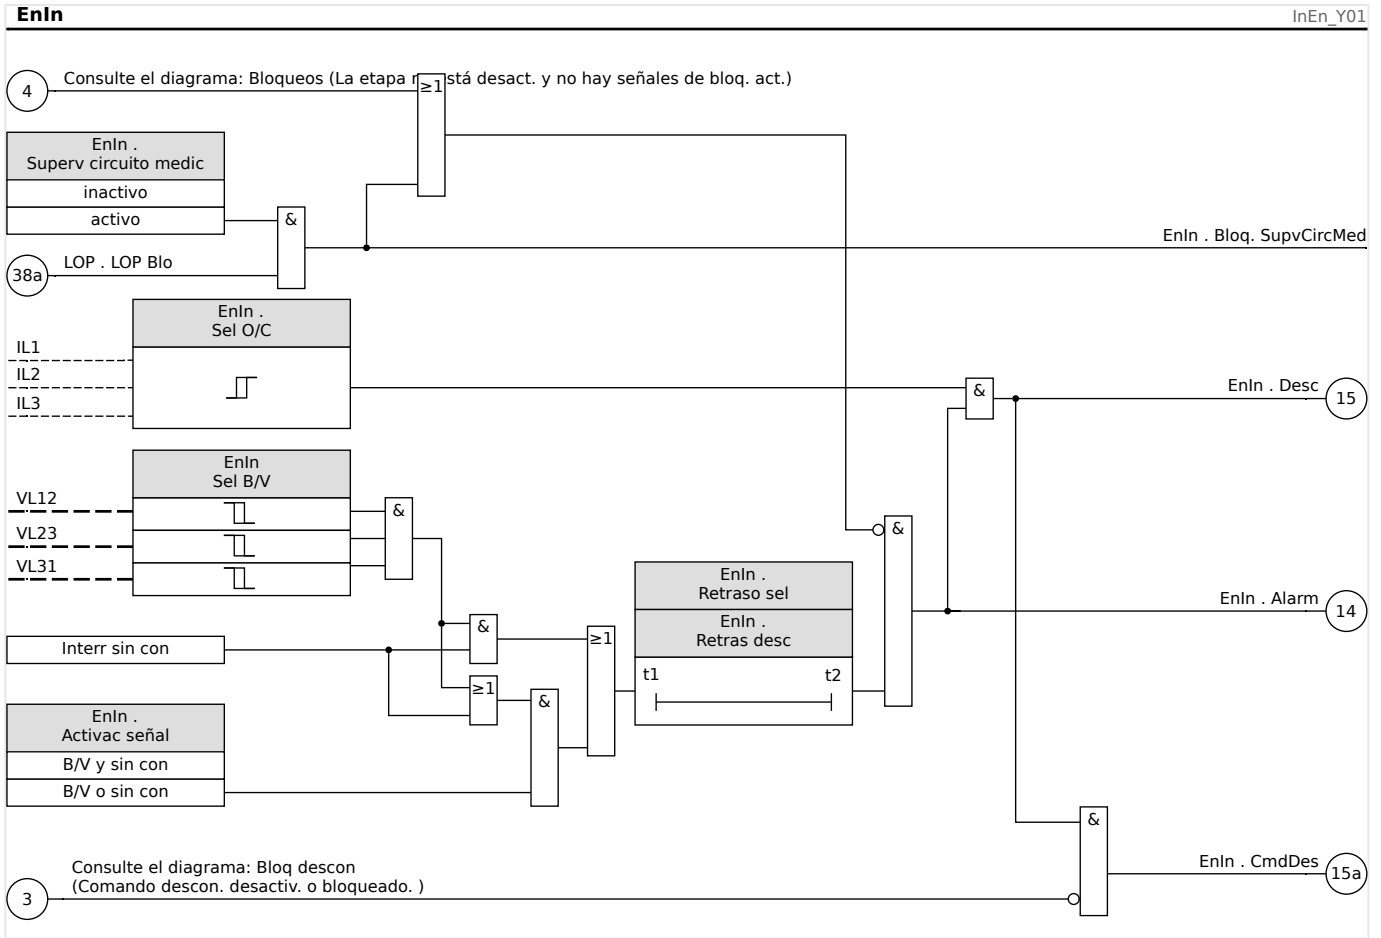 EnIn
InEn_Y01
4
Consulte el diagrama: Bloqueos (La etapa n stá desact. y no hay señales de bloq. act.)
≥1
EnIn .
Superv circuito medic
inactivo
activo
&
EnIn . Bloq. SupvCircMed
38a
LOP . LOP Blo
EnIn .
Sel O/C
IL1
IL2
IL3
&
EnIn . Desc
15
EnIn
Sel B/V
VL12
VL23
VL31
&
&
EnIn .
Retraso sel
EnIn .
Retras desc
t1
t2
EnIn . Alarm
14
Interr sin con
&
≥1
≥1
&
EnIn .
Activac señal
B/V y sin con
B/V o sin con
&
3
Consulte el diagrama: Bloq descon
(Comando descon. desactiv. o bloqueado. )
EnIn . CmdDes
15a